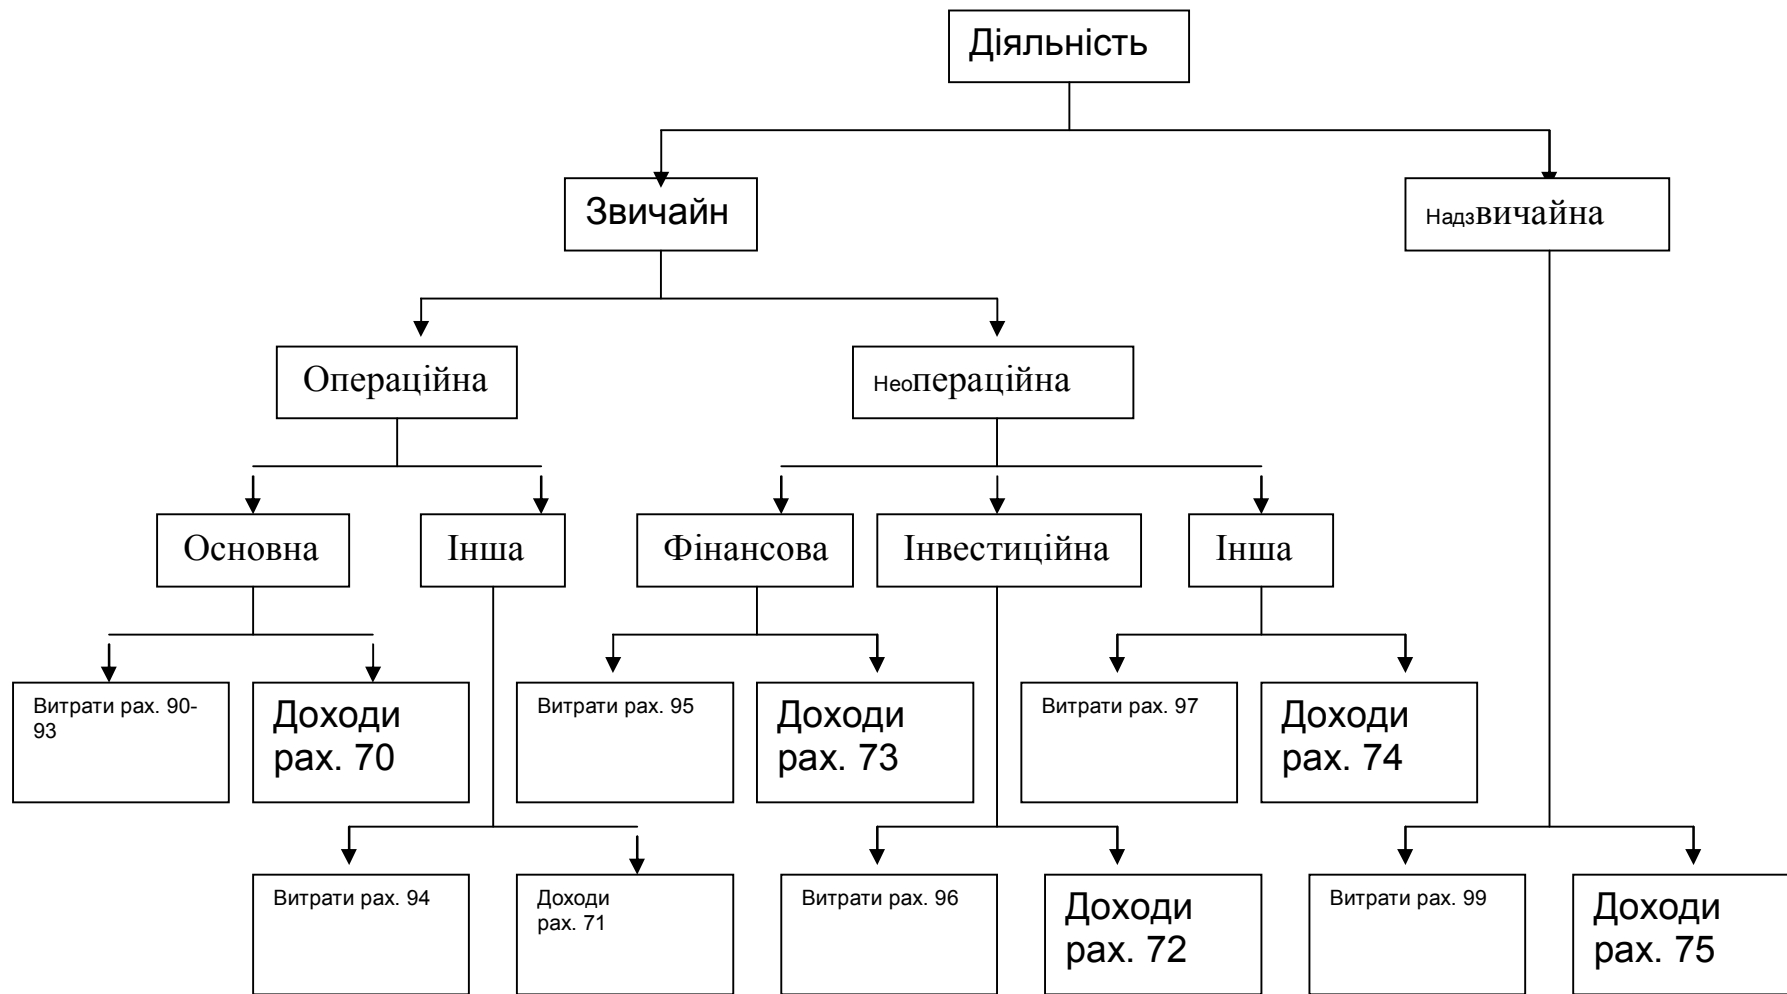 Діяльність
Звичайн
Надзвичайна
Операційна
Неопераційна
Основна
Інша
Фінансова
Інвестиційна
Інша
Витрати рах. 90-
93
Доходи
рах. 70
Витрати рах. 95
Доходи
рах. 73
Витрати рах. 97
Доходи
рах. 74
Витрати рах. 94
Доходи
рах. 71
Витрати рах. 96
Доходи
рах. 72
Витрати рах. 99
Доходи
рах. 75